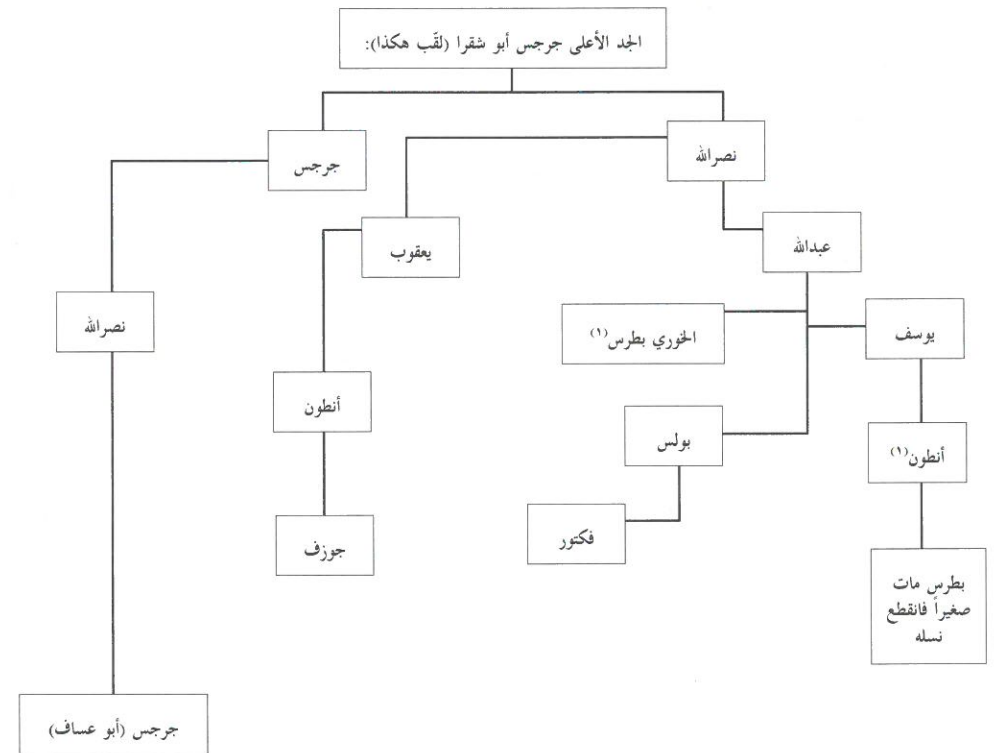 الجد الأعلى جرجس أبو شقرا (لقّب هكذا):
نصرالله
جرجس
عبدالله
يعقوب
يوسف
الخوري بطرس(١)
نصرالله
أنطون
بولس
أنطون(١)
فكتور
جوزف
بطرس مات
صغيراً فانقطع
نسله
جرجس (أبو عساف)